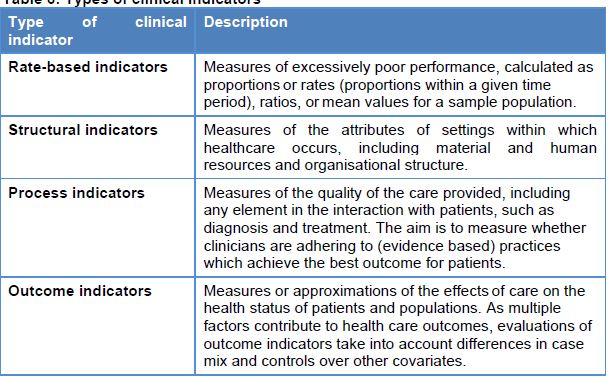 Table 6: Types of clinical indicators
Type of clinical indicator
Description
Rate-based indicators
Measures of excessively poor performance, calculated as
proportions or rates (proportions within a given time
period), ratios, or mean values for a sample population.
Structural indicators
Measures of the attributes of settings within which
healthcare occurs, including material and human
resources and organisational structure.
Process indicators
Measures of the quality of the care provided, including
any element in the interaction with patients, such as
diagnosis and treatment. The aim is to measure whether
clinicians are adhering to (evidence based) practices
which achieve the best outcome for patients.
Outcome indicators
Measures or approximations of the effects of care on the
health status of patients and populations. As multiple
factors contribute to health care outcomes, evaluations of
outcome indicators take into account differences in case
mix and controls over other covariates.